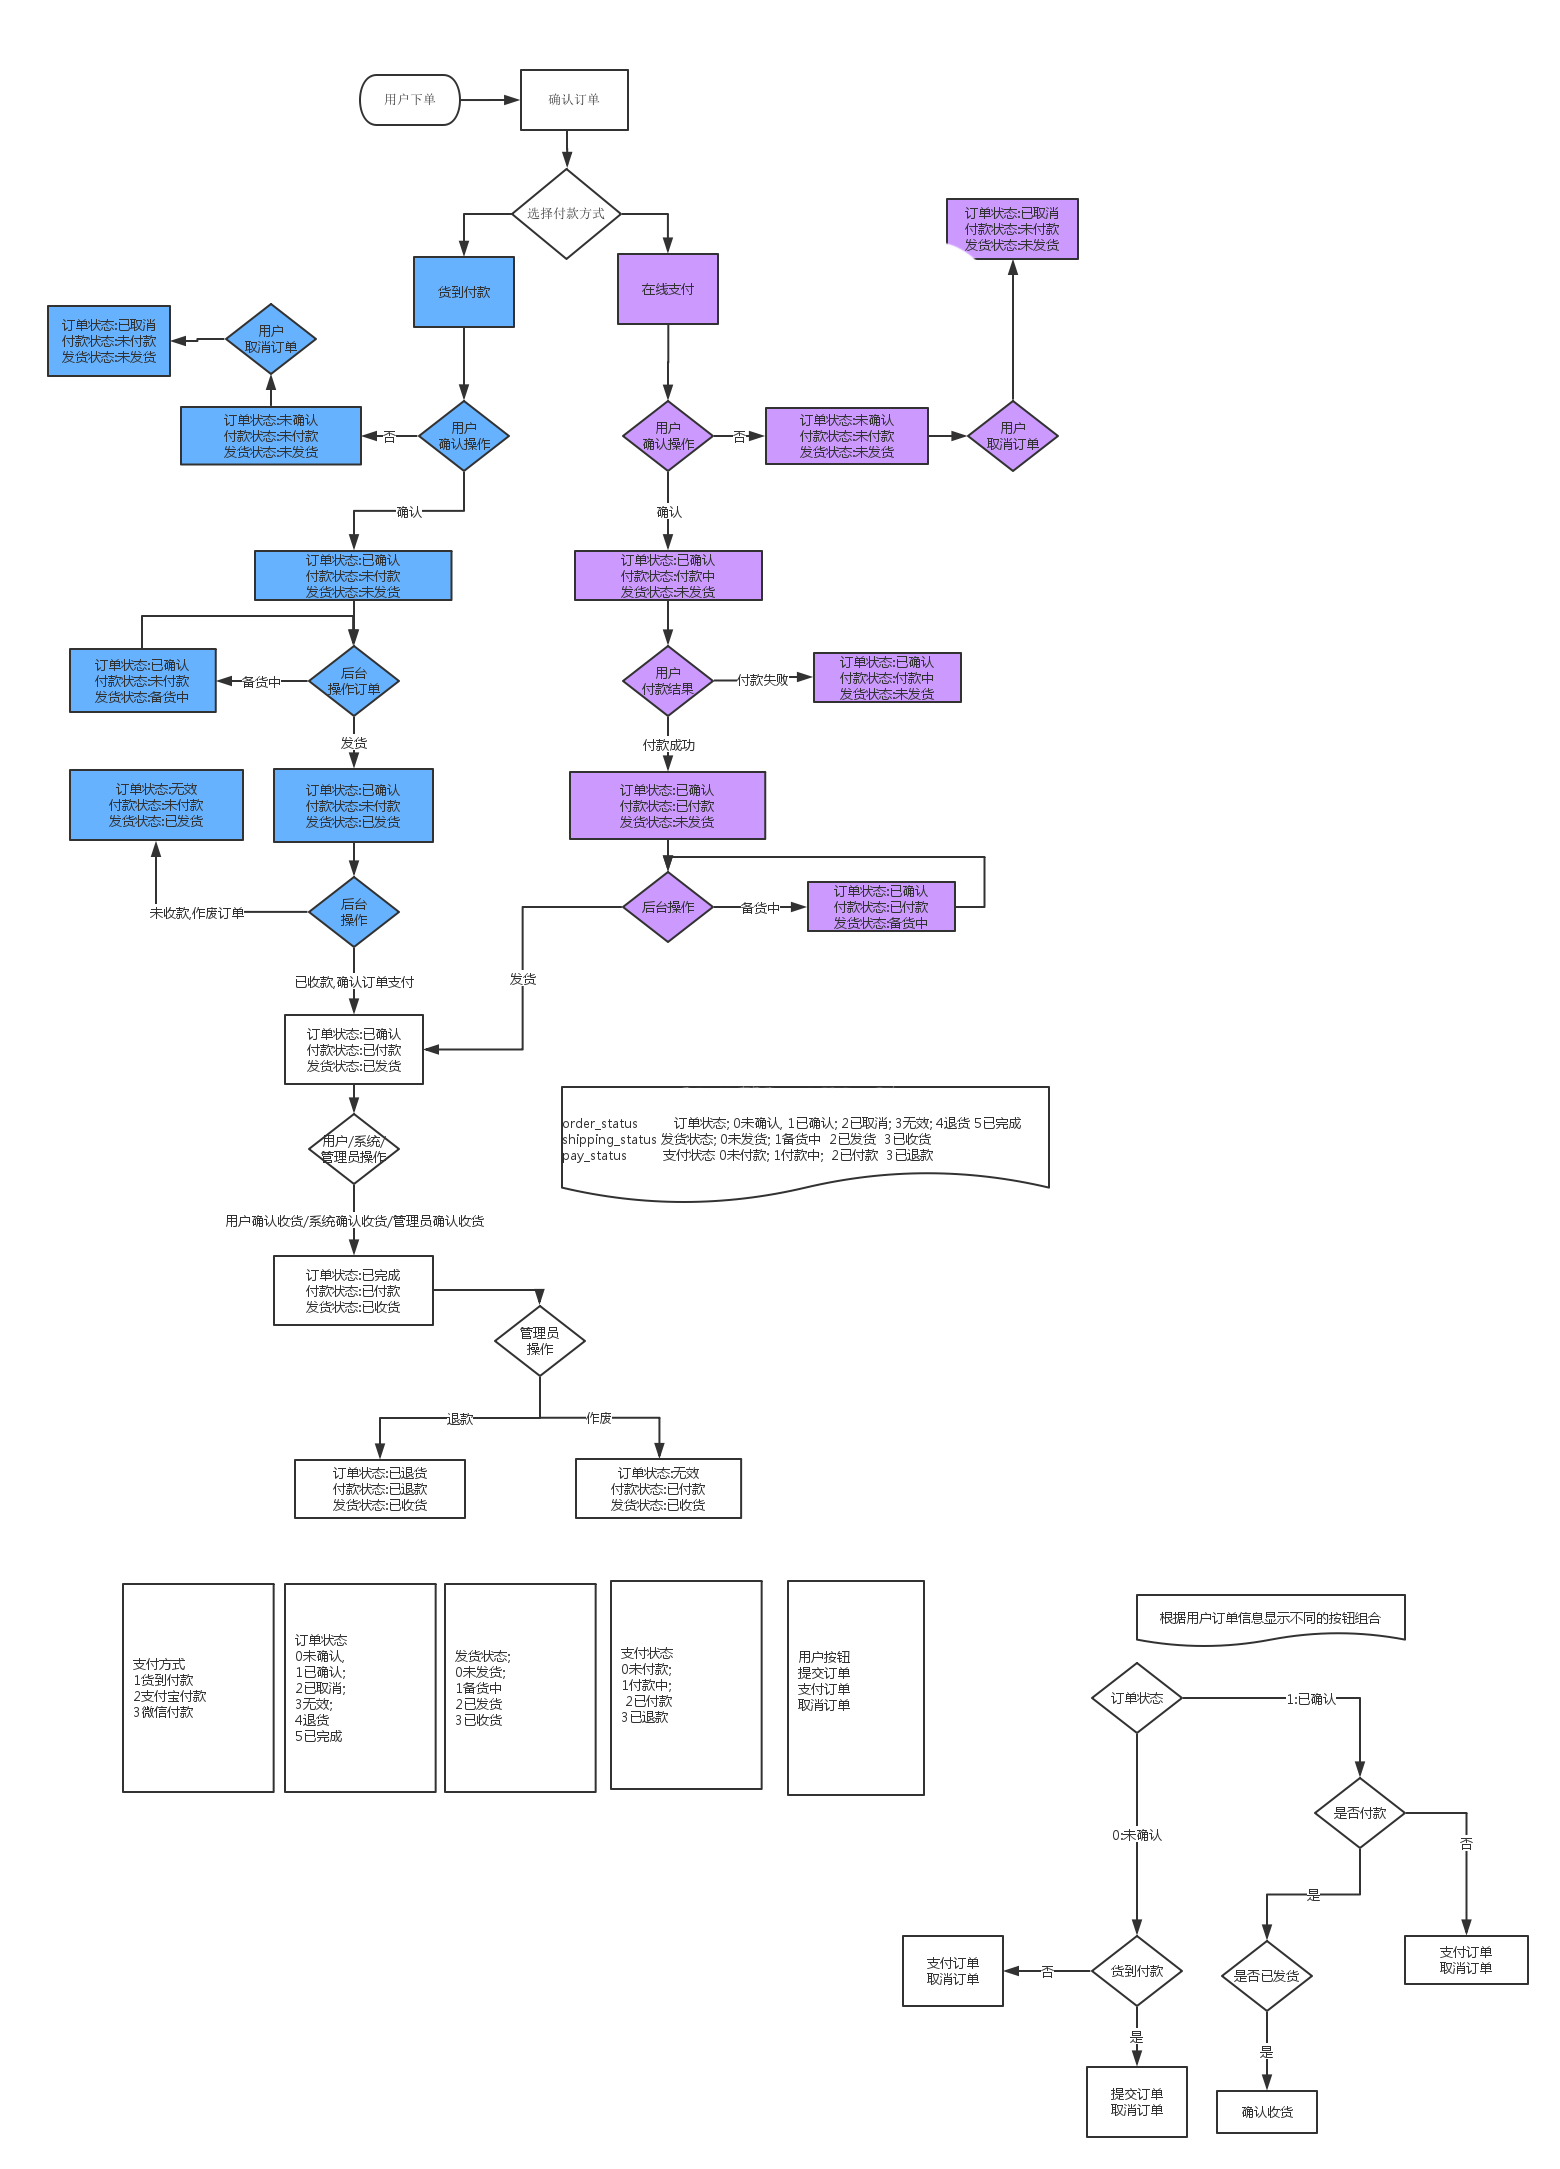 用户下单
确认订单
选择付款方式
货到付款
在线支付
订单状态:已取消
付款状态:未付款
发货状态:未发货
订单状态:已取消
付款状态:未付款
发货状态:未发货
用户
取消订单
订单状态:未确认
付款状态:未付款
发货状态:未发货
否
用户
确认操作
用户
确认操作
否
订单状态:未确认
付款状态:未付款
发货状态:未发货
用户
取消订单
确认
确认
订单状态:已确认
付款状态:未付款
发货状态:未发货
订单状态:已确认
付款状态:付款中
发货状态:未发货
订单状态:已确认
付款状态:未付款
发货状态:备货中
备货中
后台
操作订单
用户
付款结果
付款失败
订单状态:已确认
付款状态:付款中
发货状态:未发货
发货
付款成功
订单状态:无效
付款状态:未付款
发货状态:已发货
订单状态:已确认
付款状态:未付款
发货状态:已发货
订单状态:已确认
付款状态:已付款
发货状态:未发货
未收款,作废订单
后台
操作
后台操作
备货中
订单状态:已确认
付款状态:已付款
发货状态:备货中
已收款,确认订单支付
发货
订单状态:已确认
付款状态:已付款
发货状态:已发货
用户/系统/
管理员操作
order_status 订单状态; 0未确认, 1已确认; 2已取消; 3无效; 4退货 5已完成
shipping_status 发货状态; 0未发货; 1备货中 2已发货 3已收货
pay_status 支付状态 0未付款; 1付款中; 2已付款 3已退款
用户确认收货/系统确认收货/管理员确认收货
订单状态:已完成
付款状态:已付款
发货状态:已收货
管理员
操作
退款
作废
订单状态:已退货
付款状态:已退款
发货状态:已收货
订单状态:无效
付款状态:已付款
发货状态:已收货
支付方式
1货到付款
2支付宝付款
3微信付款
订单状态
0未确认,
1已确认;
2已取消;
3无效;
4退货
5已完成
发货状态;
0未发货;
1备货中
2已发货
3已收货
支付状态
0未付款;
1付款中;
2已付款
3已退款
用户按钮
提交订单
支付订单
取消订单
根据用户订单信息显示不同的按钮组合
订单状态
1:已确认
是否付款
0:未确认
否
是
支付订单
取消订单
否
货到付款
是否已发货
支付订单
取消订单
是
是
提交订单
取消订单
确认收货